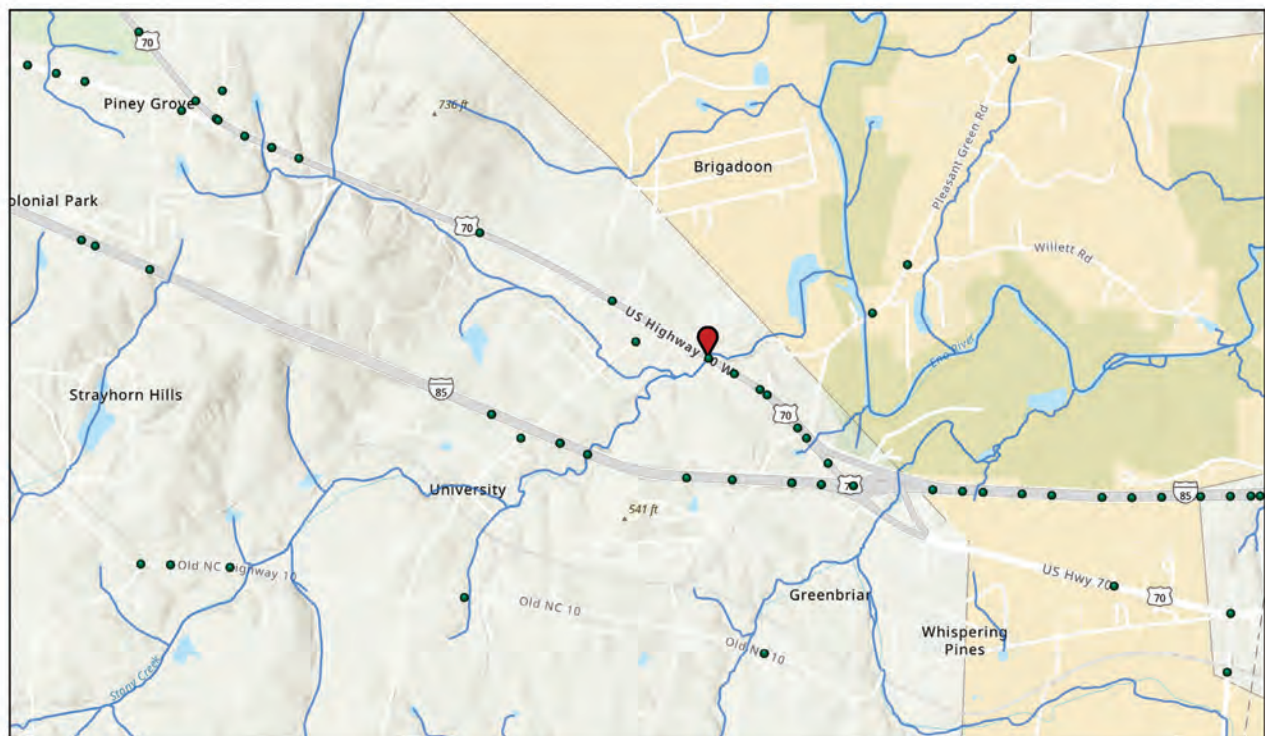 70
736 ft
Piney Grove
Pleasant Green Rd
Brigadoon
olonial Park
70
Willett Rd
US Highway 70 W
Eno River
85
Strayhorn Hills
70
University
70
85
541 ft
Old NC Highway 10
US Hwy 70
Greenbriar
70
Old NC 10
Whispering
Pines
Old NC 10
Stony Creek